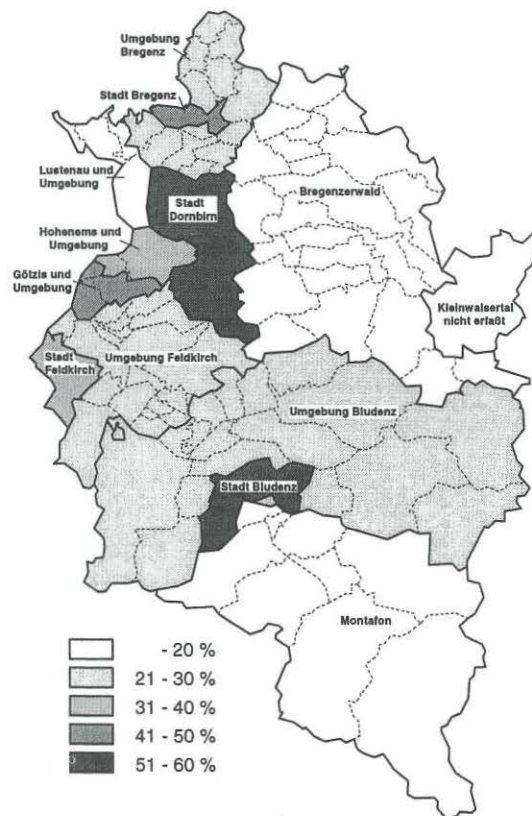 Umgebung
Bregenz
Stadt Bregenz
Lustenau und
Umgebung
Stadt
Dornbirn
Bregenzerwald
Hohenems und
Umgebung
Götzis und
Umgebung
Kleinwalsertal
nicht erfaßt
Stadt
Feldkirch
Umgebung Feldkirch
Umgebung Bludenz
Stadt Bludenz
Montafon
- 20 %
21 - 30 %
31 - 40 %
41 - 50 %
51 - 60 %